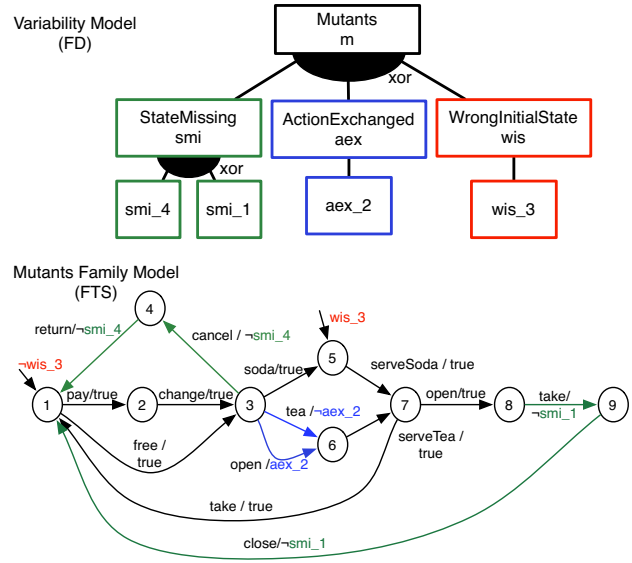 Variability Model
(FD)
Mutants
m
xor
StateMissing
smi
ActionExchanged
aex
WrongInitialState
wis
xor
smi_4
smi_1
aex_2
wis_3
Mutants Family Model
(FTS)
4
return/¬smi_4
cancel / ¬smi_4
wis_3
¬wis_3
soda/true
5
serveSoda / true
pay/true
change/true
open/true
take/
¬smi_1
1
2
3
tea /¬aex_2
7
8
9
free /
true
open /aex_2
6
serveTea /
true
take / true
close/¬smi_1